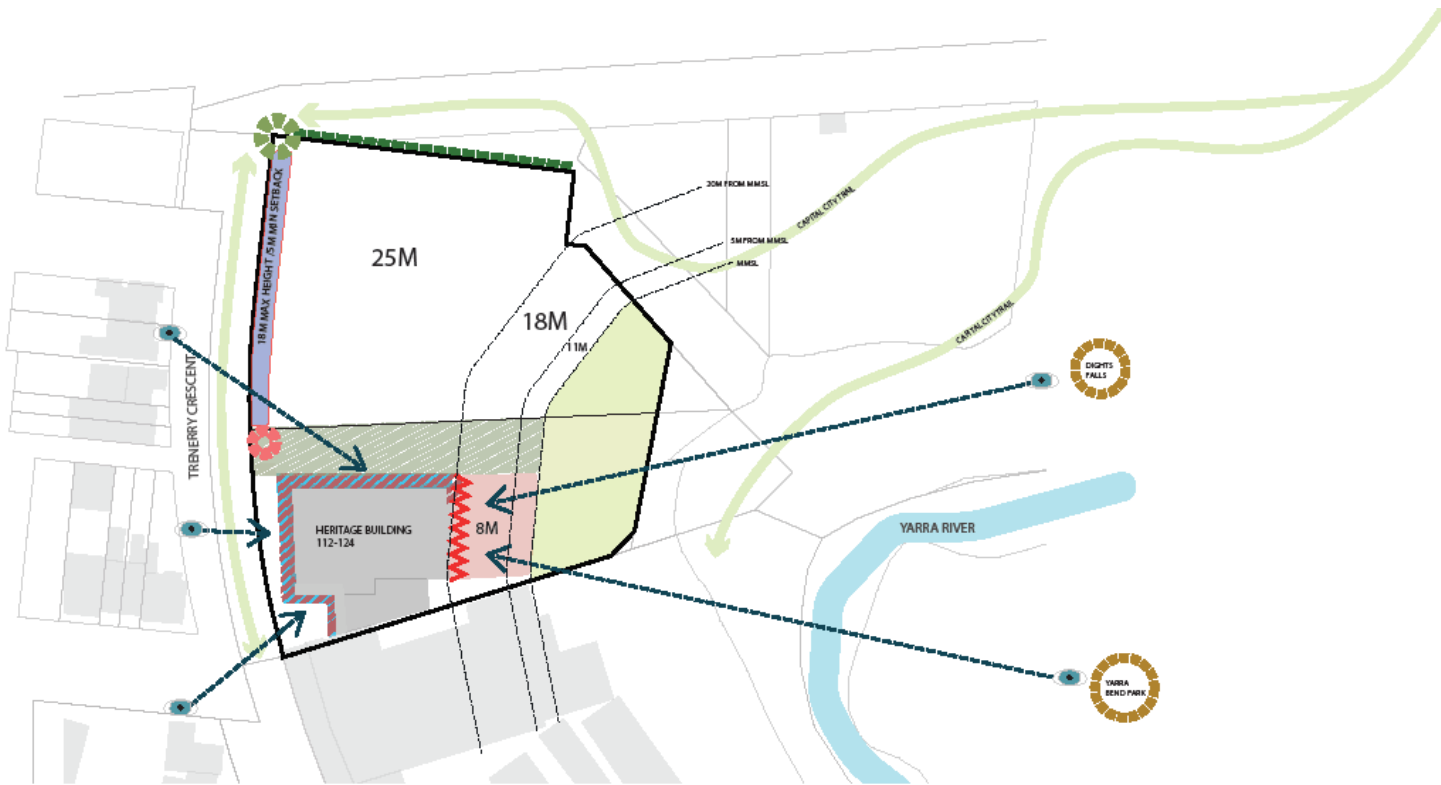 18M MAX HEIGHT /5M MIN SETBACK
25M
20M FROM MMSL
5M FROM MMSL
MMSL
CAPITAL CITY TRAIL
18M
11M
CAPITAL CITY TRAIL
TRENERRY CRESCENT
DIGHTS
FALLS
HERITAGE BUILDING
112-124
8M
YARRA RIVER
YARRA
BEND PARK